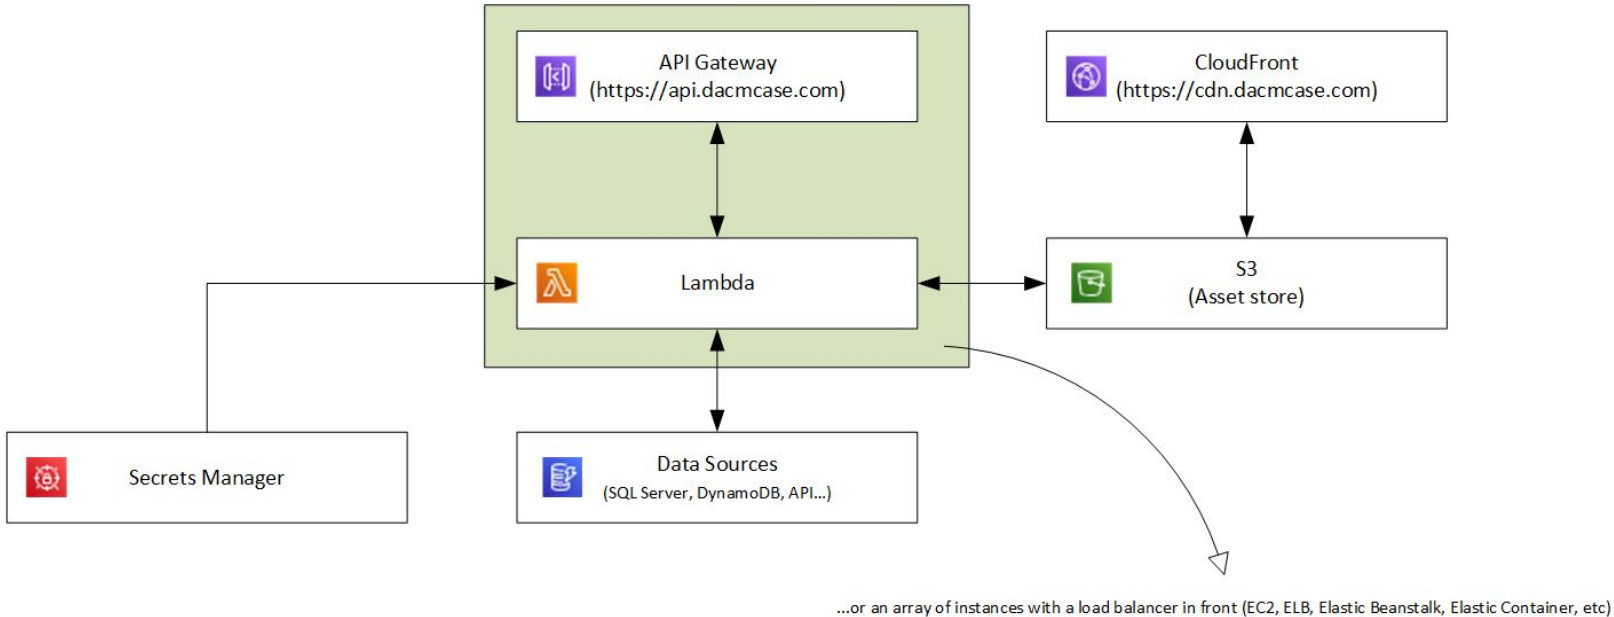 API Gateway
(https://api.dacmcase.com)
CloudFront
(https://cdn.dacmcase.com)
Lambda
S3
(Asset store)
Secrets Manager
Data Sources
(SQL Server, DynamoDB, API...)
...or an array of instances with a load balancer in front (EC2, ELB, Elastic Beanstalk, Elastic Container, etc)